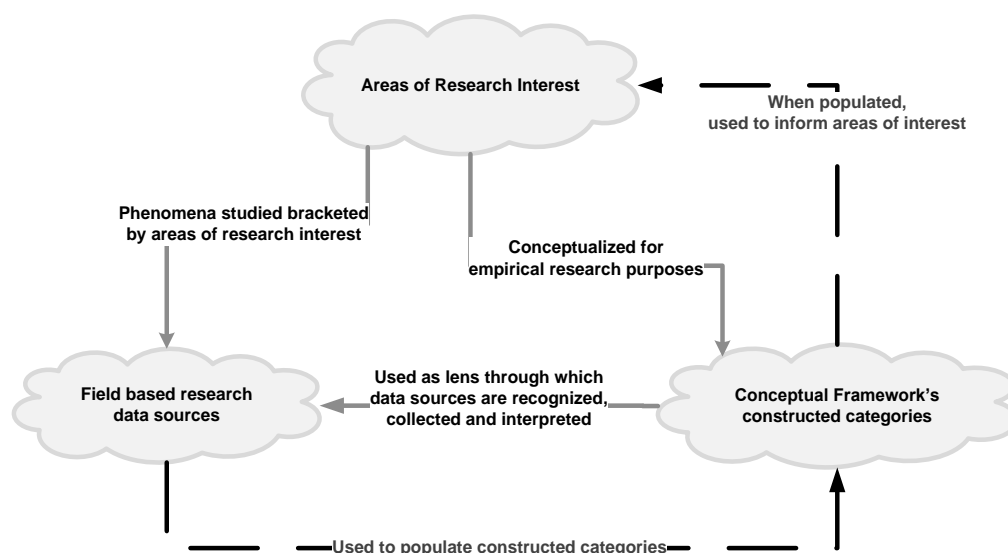 Areas of Research Interest
When populated,
used to inform areas of interest
Phenomena studied bracketed
by areas of research interest
Conceptualized for
empirical research purposes
Field based research
data sources
Used as lens through which
data sources are recognized,
collected and interpreted
Conceptual Framework's
constructed categories
Used to populate constructed categories